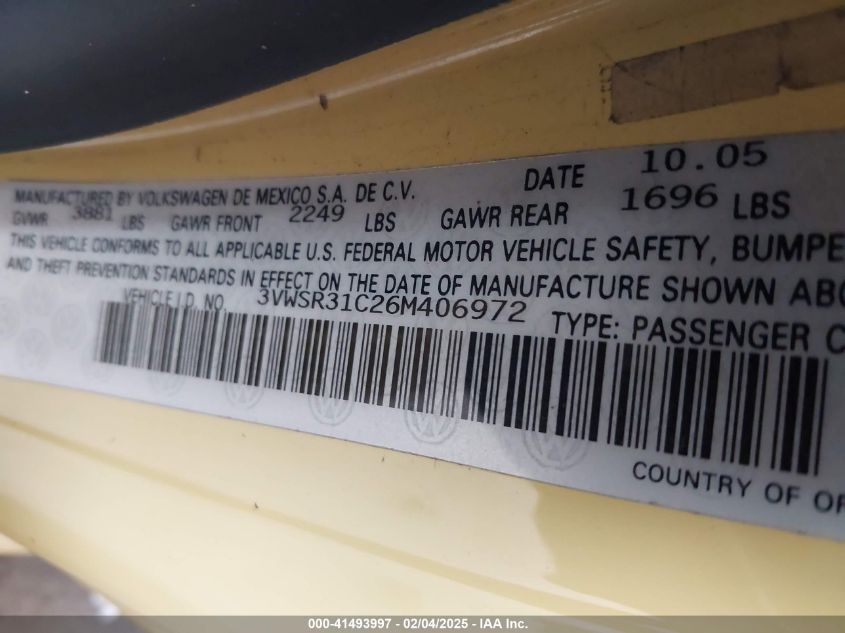 MANUFACTURED BY VOLKSWAGEN DE MEXICO S.A. DE C.V. DATE 10.05
GVWR 3881 LBS GAWR FRONT 2249 LBS GAWR REAR 1696 LBS
THIS VEHICLE CONFORMS TO ALL APPLICABLE U.S. FEDERAL MOTOR VEHICLE SAFETY, BUMPE
AND THEFT PREVENTION STANDARDS IN EFFECT ON THE DATE OF MANUFACTURE SHOWN ABO
VEHICLE I.D. NO. 3VWSR31C26M406972 TYPE: PASSENGER C
COUNTRY OF OR
000-41493997 - 02/04/2025 - IAA Inc.